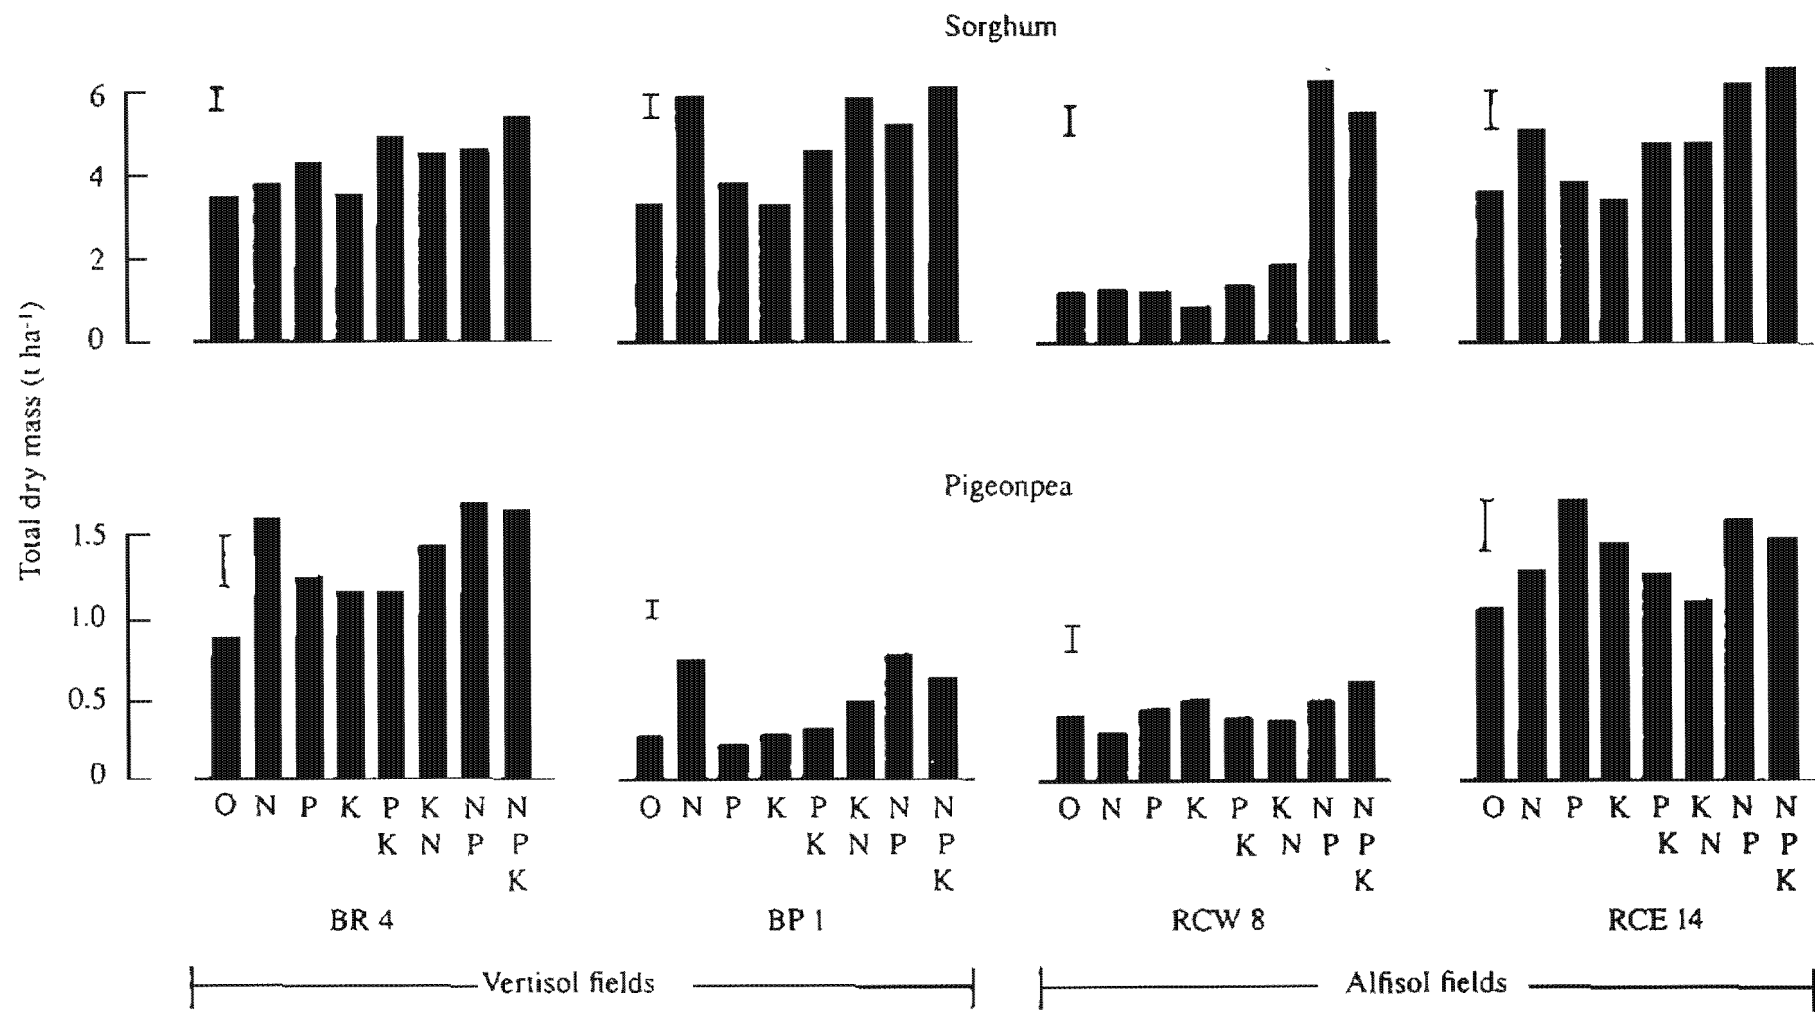 Sorghum
6
4
2
0
Total dry mass (t ha-1)
Pigeonpea
1.5
1.0
0.5
0
O N P K P K N N O N P K P K N N O N P K P K N N O N P K P K N N
K N P P K N P P K N P P K N P P
K K K K
BR 4 BP 1 RCW 8 RCE 14
Vertisol fields Alfisol fields